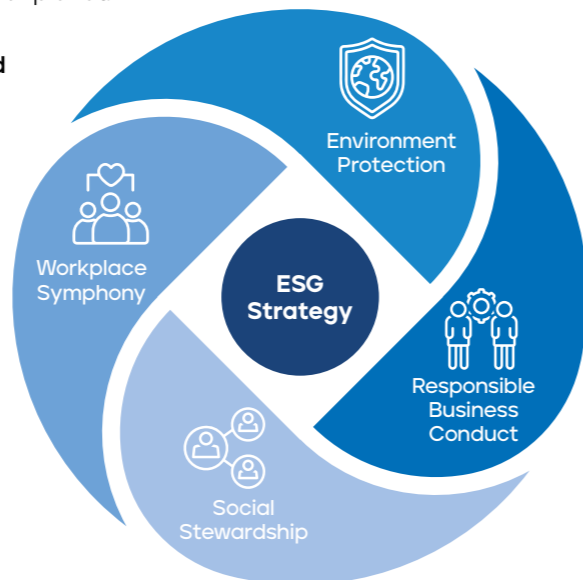 d
Environment
Protection
Workplace
Symphony
ESG
Strategy
Responsible
Business
Conduct
Social
Stewardship